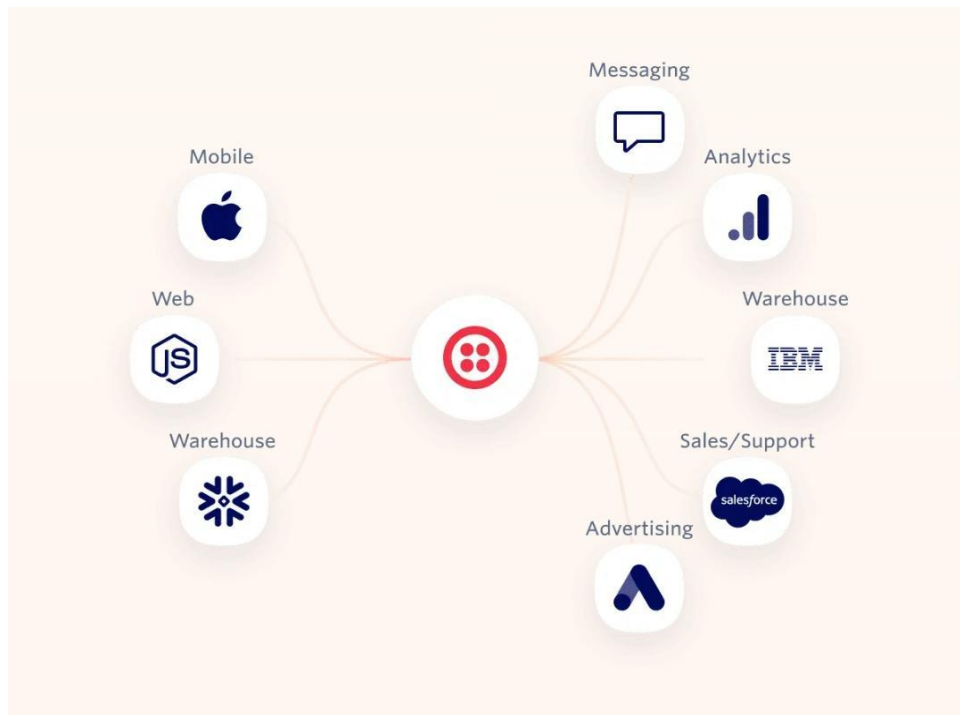 Messaging
Mobile
Analytics
Web
JS
Warehouse
IBM
Warehouse
Sales/Support
salesforce
Advertising